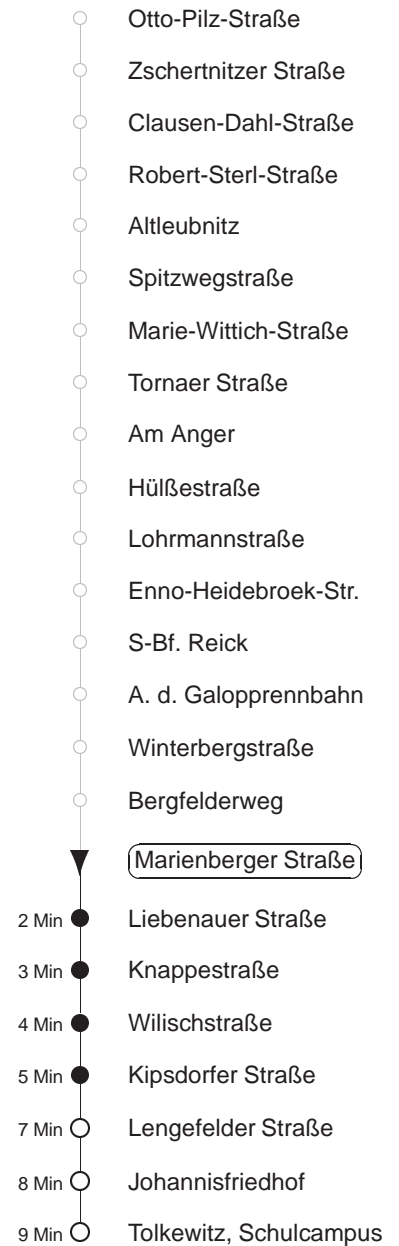 Otto-Pilz-Straße
Zschertnitzer Straße
Clausen-Dahl-Straße
Robert-Sterl-Straße
Altleubnitz
Spitzwegstraße
Marie-Wittich-Straße
Tornaer Straße
Am Anger
Hülßestraße
Lohrmannstraße
Enno-Heidebroek-Str.
S-Bf. Reick
A. d. Galopprennbahn
Winterbergstraße
Bergfelderweg
Marienberger Straße
2 Min Liebenauer Straße
3 Min Knappestraße
4 Min Wilischstraße
5 Min Kipsdorfer Straße
7 Min Lengefelder Straße
8 Min Johannisfriedhof
9 Min Tolkewitz, Schulcampus